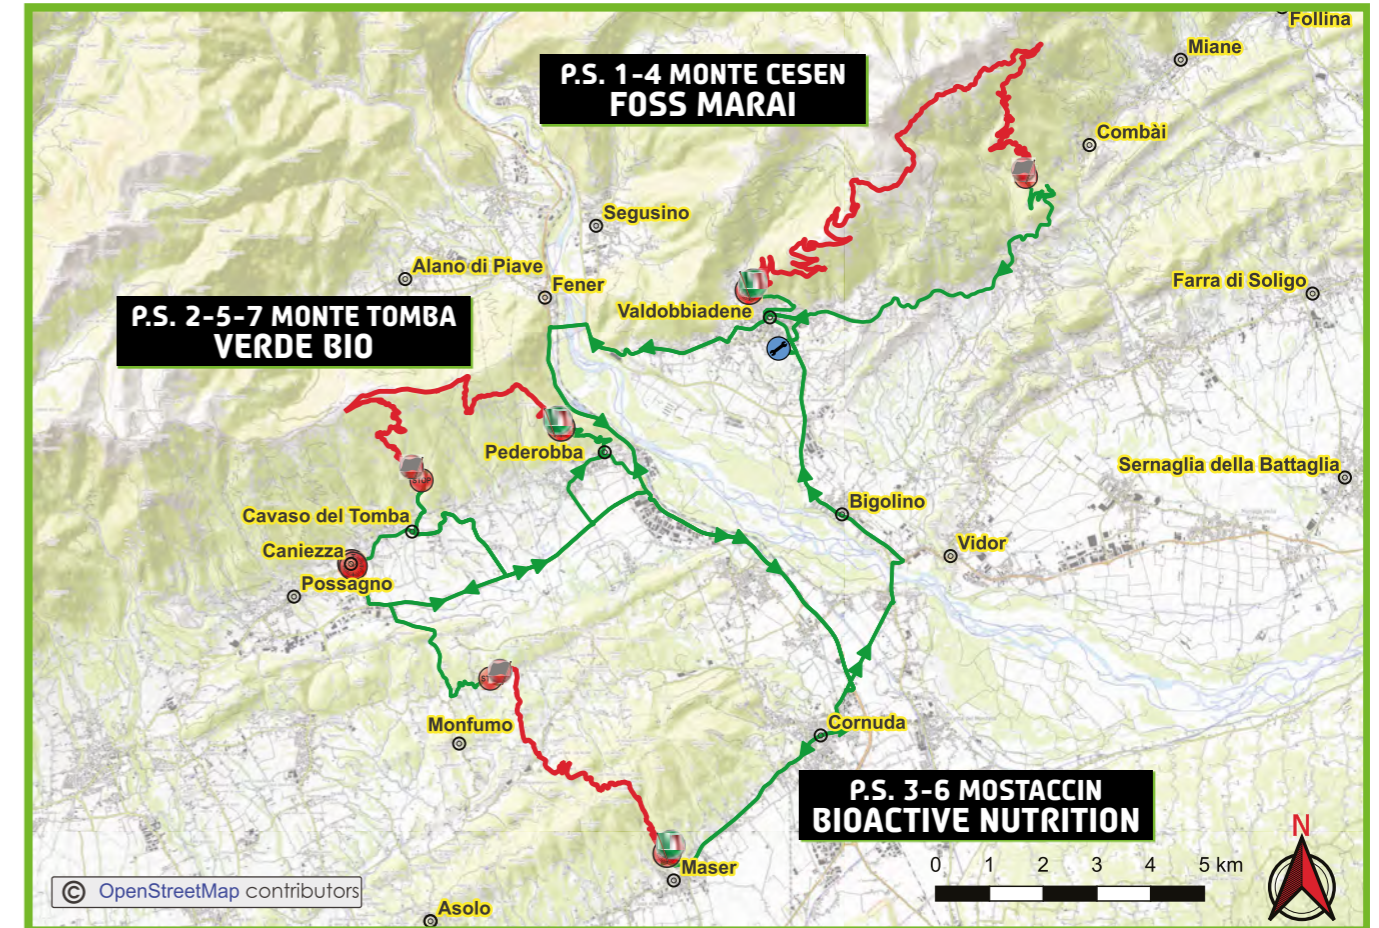 Follina
Miane
P.S. 1-4 MONTE CESEN
FOSS MARAI
Combài
Segusino
Alano di Piave
Fener
Farra di Soligo
Valdobbiadene
P.S. 2-5-7 MONTE TOMBA
VERDE BIO
Pederobba
Sernaglia della Battaglia
STOP
Bigolino
Cavaso del Tomba
Caniezza
Vidor
Possagno
Monfumo
Cornuda
P.S. 3-6 MOSTACCIN
BIOACTIVE NUTRITION
N
Maser
0 1 2 3 4 5 km
© OpenStreetMap contributors
Asolo